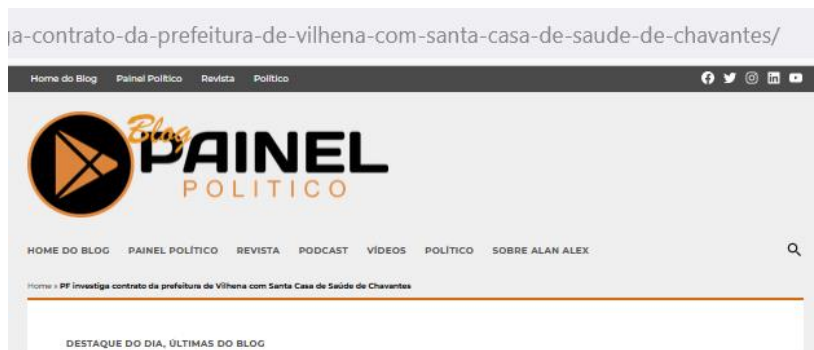 ja-contrato-da-prefeitura-de-vilhena-com-santa-casa-de-saude-de-chavantes/
Home do Blog Painel Político Revista Político
Blog
PAINEL
POLITICO
HOME DO BLOG PAINEL POLÍTICO REVISTA PODCAST VÍDEOS POLÍTICO SOBRE ALAN ALEX
Home » PF investiga contrato da prefeitura de Vilhena com Santa Casa de Saúde de Chavantes
DESTAQUE DO DIA, ÚLTIMAS DO BLOG